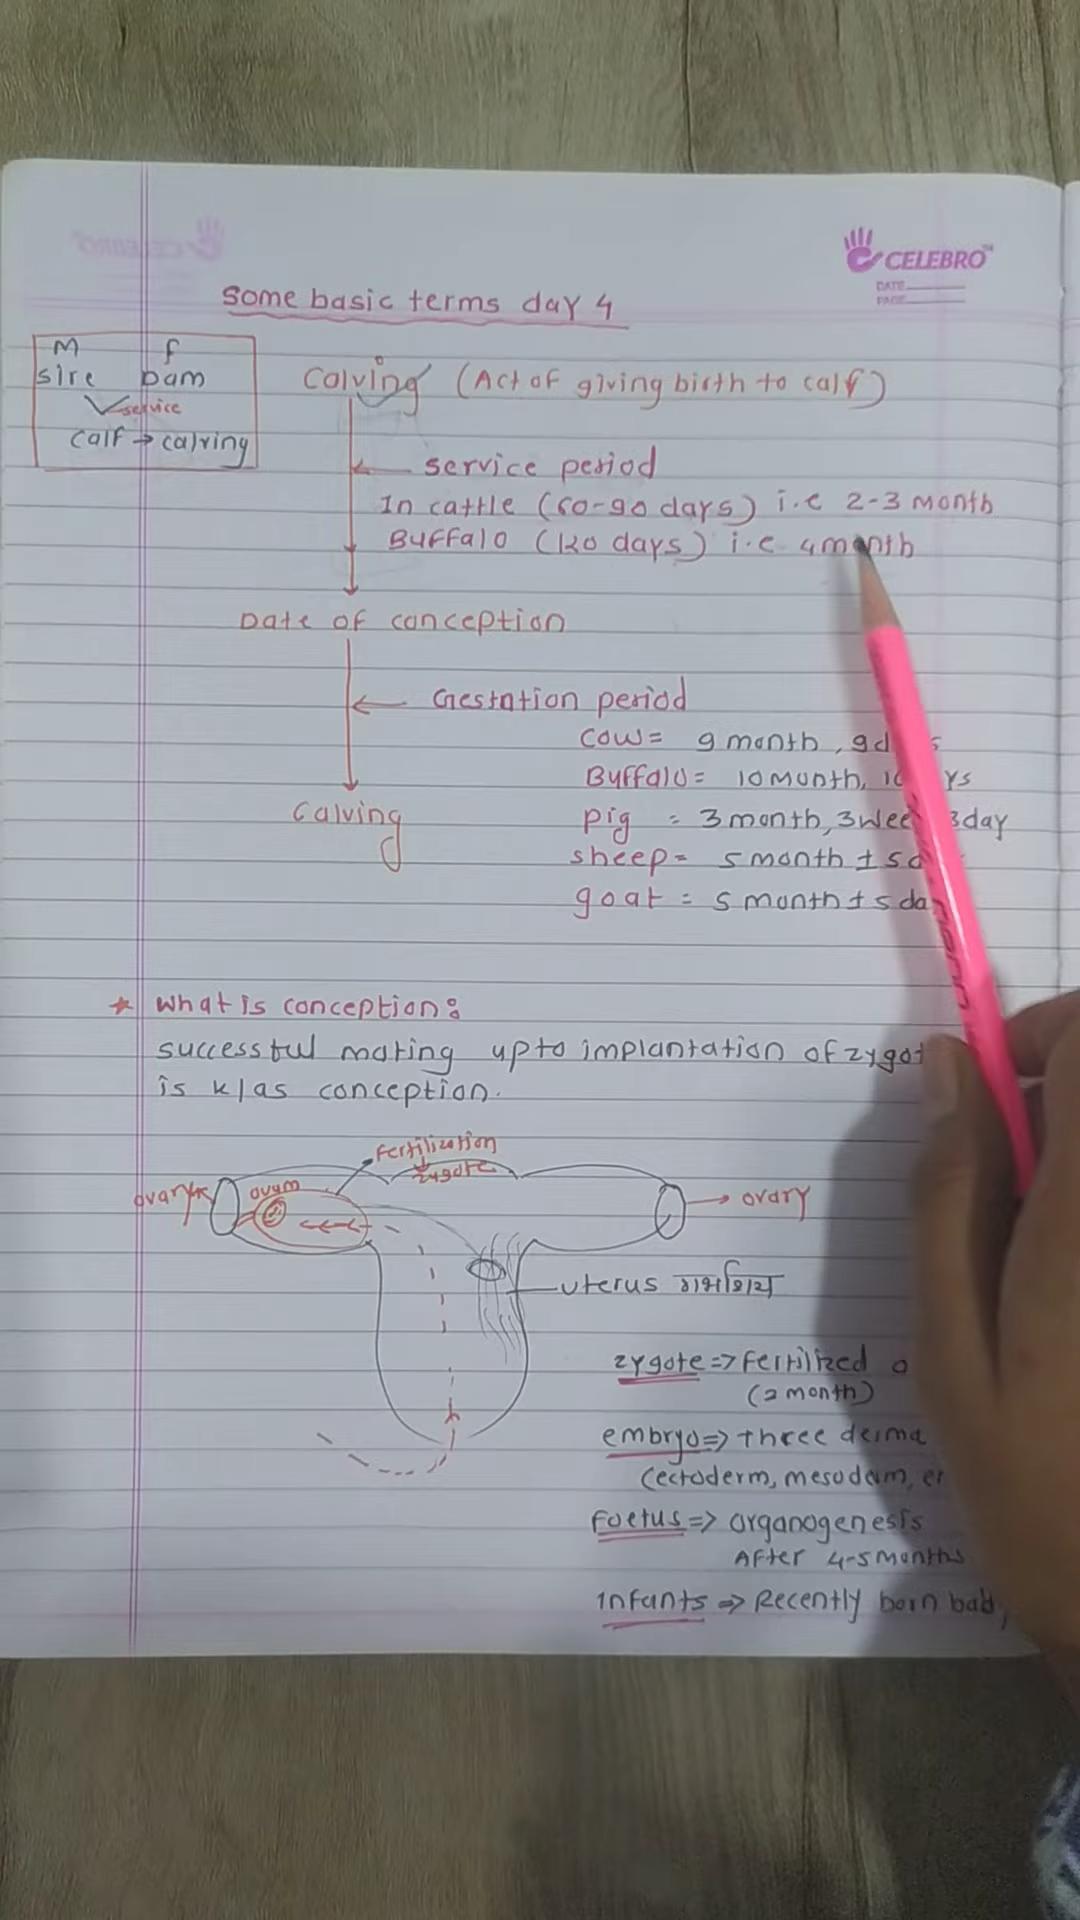 CELEBRO
DATE
PAGE
Some basic terms day 4
M f
sire Dam
service
calf → calving
Calving (Act of giving birth to calf)
service period
In cattle (60-90 days) i.e 2-3 month
Buffalo (120 days) i.e 4 month
Date of conception
Gestation period
cow = 9 month, 9d
Buffalo = 10 month, 10
pig = 3 month, 3 wee 3day
sheep = 5 month ± 5 d
goat = 5 month ± 5 da
Calving
* What is conception:
successful mating upto implantation of zygot
is k/as conception.
Fertilization
zygote
ovary
ovum
→ ovary
uterus गर्भाशय
zygote => Fertilized
(2 month)
embryo => three derma
(ectoderm, mesoderm, en
Foetus => organogenesis
After 4-5 months
Infants => Recently born bab